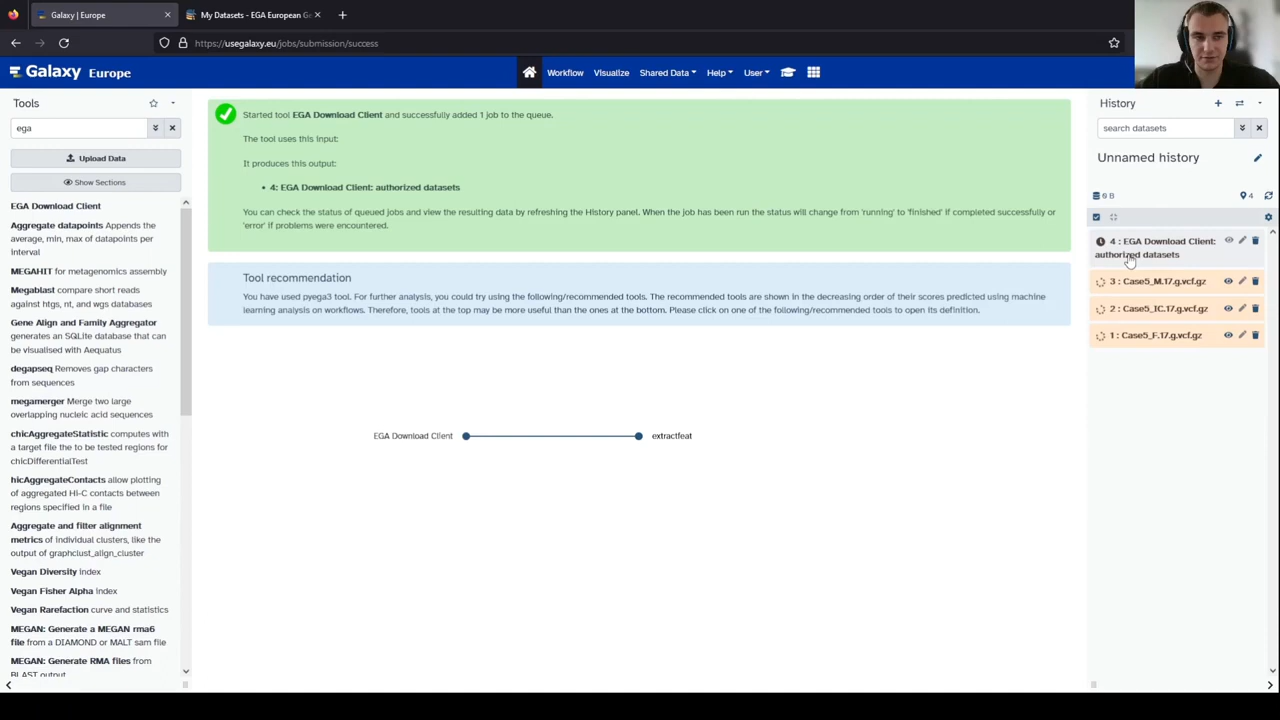 Galaxy | Europe
My Datasets - EGA European Ge
https://usegalaxy.eu/jobs/submission/success
Galaxy Europe
Workflow
Visualize
Shared Data
Help
User
Tools
ega
Upload Data
Show Sections
EGA Download Client
Aggregate datapoints Appends the
average, min, max of datapoints per
interval
MEGAHIT for metagenomics assembly
Megablast compare short reads
against htgs, nt, and wgs databases
Gene Align and Family Aggregator
generates an SQLite database that can
be visualised with Aequatus
degapseq Removes gap characters
from sequences
megamerger Merge two large
overlapping nucleic acid sequences
chicAggregateStatistic computes with
a target file the to be tested regions for
chicDifferentialTest
hicAggregateContacts allow plotting
of aggregated Hi-C contacts between
regions specified in a file
Aggregate and filter alignment
metrics of individual clusters, like the
output of graphclust_align_cluster
Vegan Diversity index
Vegan Fisher Alpha index
Vegan Rarefaction curve and statistics
MEGAN: Generate a MEGAN rma6
file from a DIAMOND or MALT sam file
MEGAN: Generate RMA files from
BLAST output
Started tool EGA Download Client and successfully added 1 job to the queue.
The tool uses this input:
It produces this output:
• 4: EGA Download Client: authorized datasets
You can check the status of queued jobs and view the resulting data by refreshing the History panel. When the job has been run the status will change from 'running' to 'finished' if completed successfully or
'error' if problems were encountered.
Tool recommendation
You have used pyega3 tool. For further analysis, you could try using the following/recommended tools. The recommended tools are shown in the decreasing order of their scores predicted using machine
learning analysis on workflows. Therefore, tools at the top may be more useful than the ones at the bottom. Please click on one of the following/recommended tools to open its definition.
EGA Download Client
extractfeat
History
search datasets
Unnamed history
0 B
4
4 : EGA Download Client:
authorized datasets
3 : Case5_M.17.g.vcf.gz
2 : Case5_IC.17.g.vcf.gz
1 : Case5_F.17.g.vcf.gz